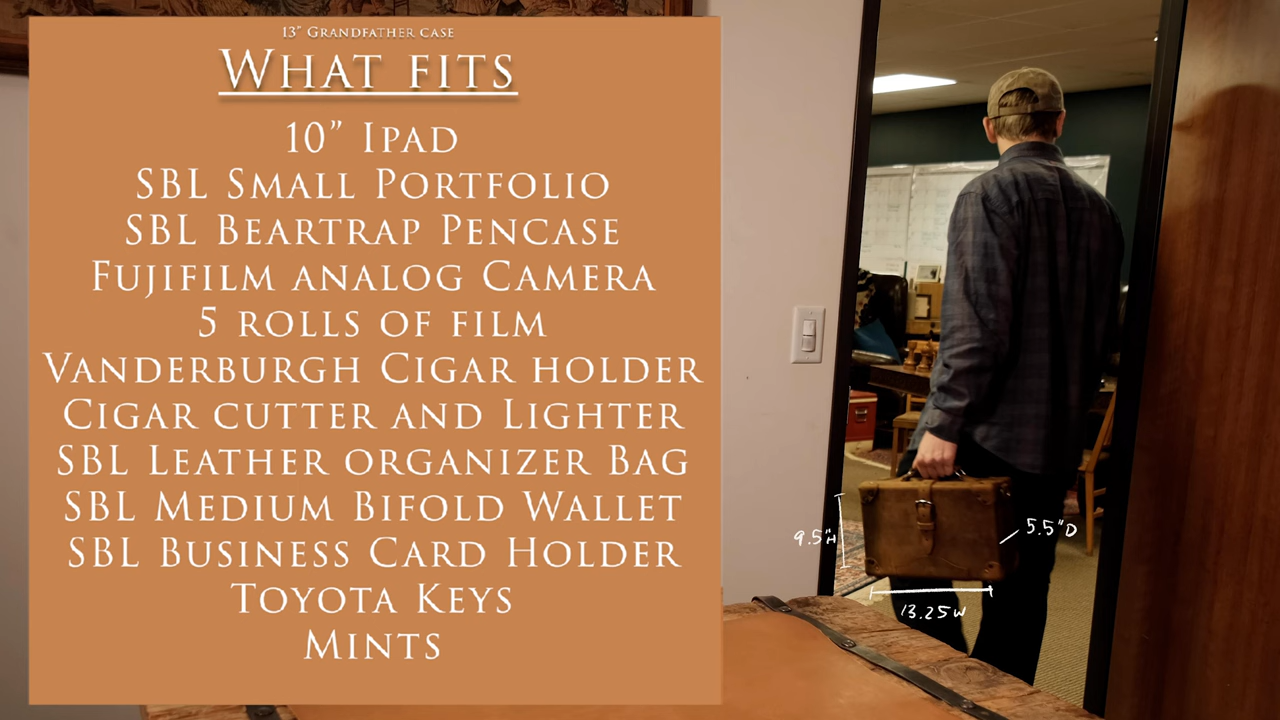 13” Grandfather case
What fits
10” Ipad
SBL Small Portfolio
SBL Beartrap Pencase
Fujifilm analog Camera
5 rolls of film
Vanderburgh Cigar holder
Cigar cutter and Lighter
SBL Leather organizer Bag
SBL Medium Bifold Wallet
SBL Business Card Holder
Toyota Keys
Mints
9.5"H
5.5"D
13.25W